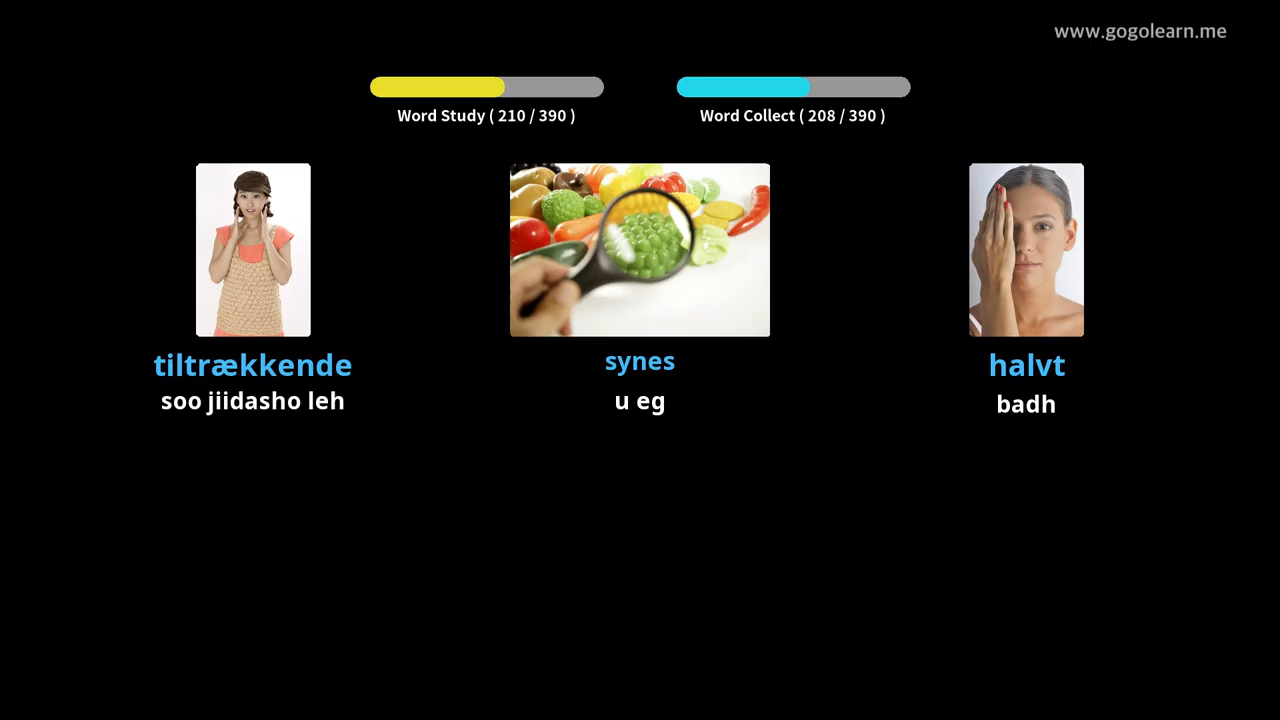 www.gogolearn.me
Word Study ( 210 / 390 )
Word Collect ( 208 / 390 )
tiltrækkende
soo jiidasho leh
synes
u eg
halvt
badh